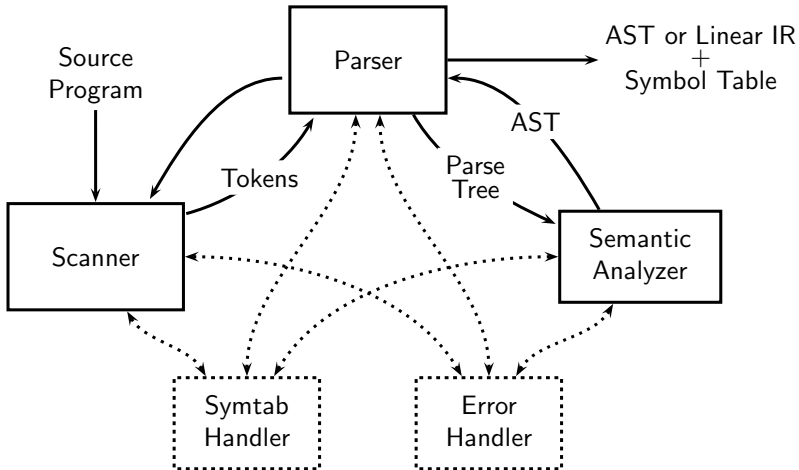 Parser
AST or Linear IR
+
Symbol Table
Source
Program
AST
Tokens
Parse
Tree
Scanner
Semantic
Analyzer
Symtab
Handler
Error
Handler